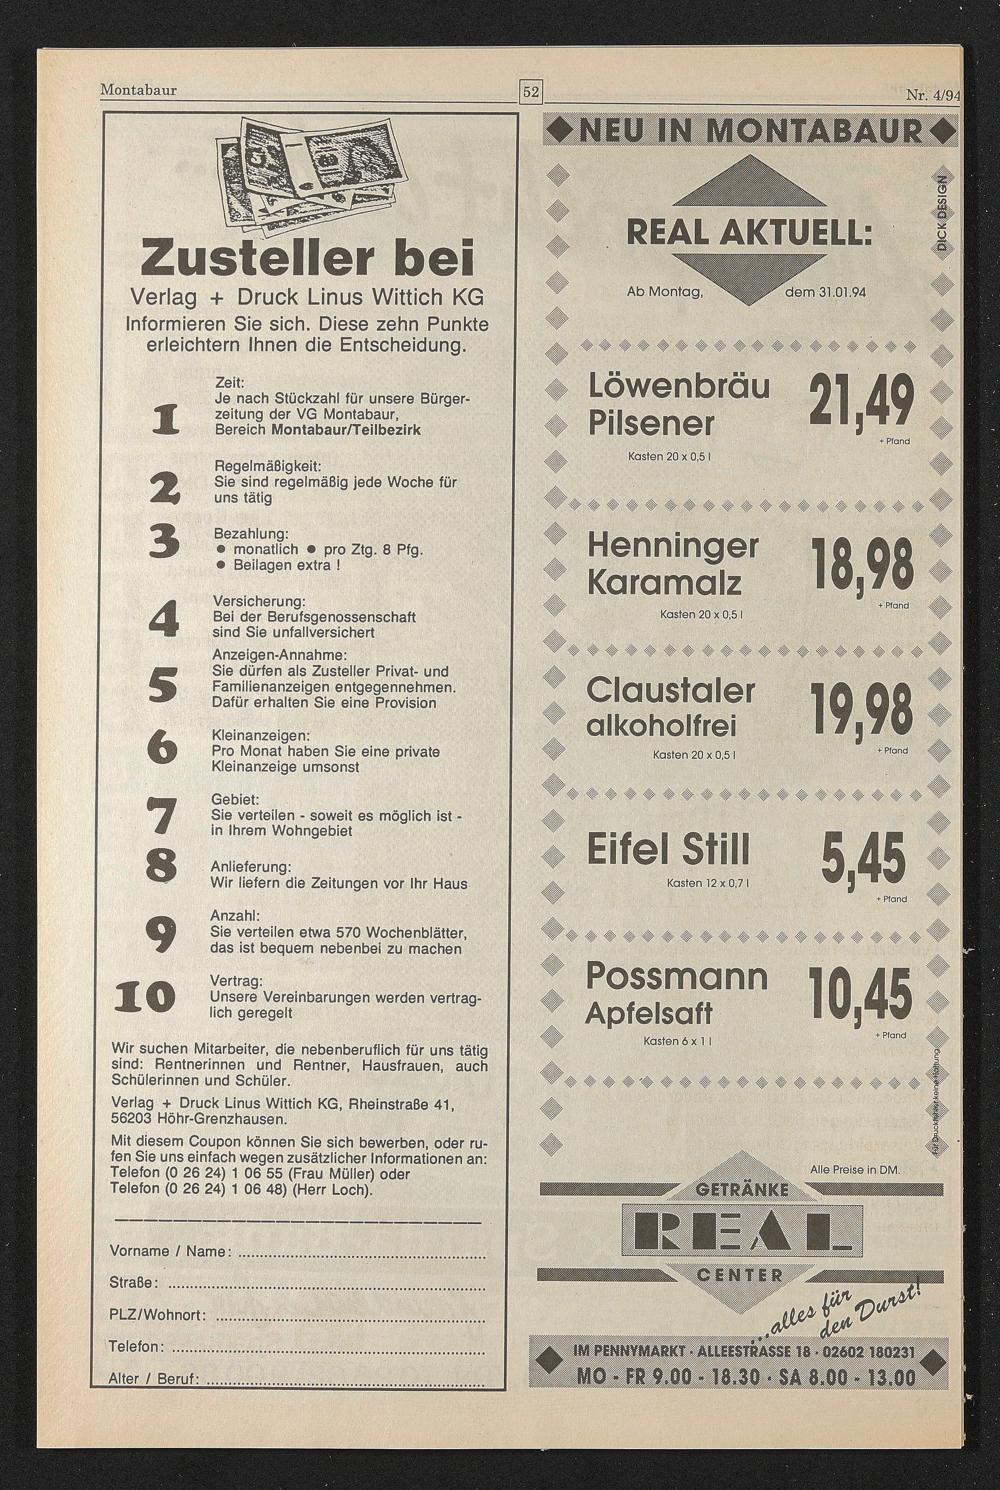 Montabaur
52
Nr. 4/94
Zusteller bei
Verlag + Druck Linus Wittich KG
Informieren Sie sich. Diese zehn Punkte
erleichtern Ihnen die Entscheidung.
1
Zeit:
Je nach Stückzahl für unsere Bürger-
zeitung der VG Montabaur,
Bereich Montabaur/Teilbezirk
2
Regelmäßigkeit:
Sie sind regelmäßig jede Woche für
uns tätig
3
Bezahlung:
● monatlich ● pro Ztg. 8 Pfg.
● Beilagen extra !
4
Versicherung:
Bei der Berufsgenossenschaft
sind Sie unfallversichert
5
Anzeigen-Annahme:
Sie dürfen als Zusteller Privat- und
Familienanzeigen entgegennehmen.
Dafür erhalten Sie eine Provision
6
Kleinanzeigen:
Pro Monat haben Sie eine private
Kleinanzeige umsonst
7
Gebiet:
Sie verteilen - soweit es möglich ist -
in Ihrem Wohngebiet
8
Anlieferung:
Wir liefern die Zeitungen vor Ihr Haus
9
Anzahl:
Sie verteilen etwa 570 Wochenblätter,
das ist bequem nebenbei zu machen
10
Vertrag:
Unsere Vereinbarungen werden vertrag-
lich geregelt
Wir suchen Mitarbeiter, die nebenberuflich für uns tätig
sind: Rentnerinnen und Rentner, Hausfrauen, auch
Schülerinnen und Schüler.
Verlag + Druck Linus Wittich KG, Rheinstraße 41,
56203 Höhr-Grenzhausen.
Mit diesem Coupon können Sie sich bewerben, oder ru-
fen Sie uns einfach wegen zusätzlicher Informationen an:
Telefon (0 26 24) 1 06 55 (Frau Müller) oder
Telefon (0 26 24) 1 06 48) (Herr Loch).
Vorname / Name:
Straße:
PLZ/Wohnort:
Telefon:
Alter / Beruf:
NEU IN MONTABAUR
DICK DESIGN
REAL AKTUELL:
Ab Montag, dem 31.01.94
Löwenbräu 21,49
Pilsener
+ Pfand
Kasten 20 x 0,5 l
Henninger 18,98
Karamalz
+ Pfand
Kasten 20 x 0,5 l
Claustaler 19,98
alkoholfrei
+ Pfand
Kasten 20 x 0,5 l
Eifel Still 5,45
Kasten 12 x 0,7 l
+ Pfand
Possmann 10,45
Apfelsaft
+ Pfand
Kasten 6 x 1 l
Für Druckfehler keine Haftung
Alle Preise in DM.
GETRÄNKE
REAL
CENTER
...alles für
den Durst!
IM PENNYMARKT · ALLEESTRASSE 18 · 02602 180231
MO - FR 9.00 - 18.30 · SA 8.00 - 13.00